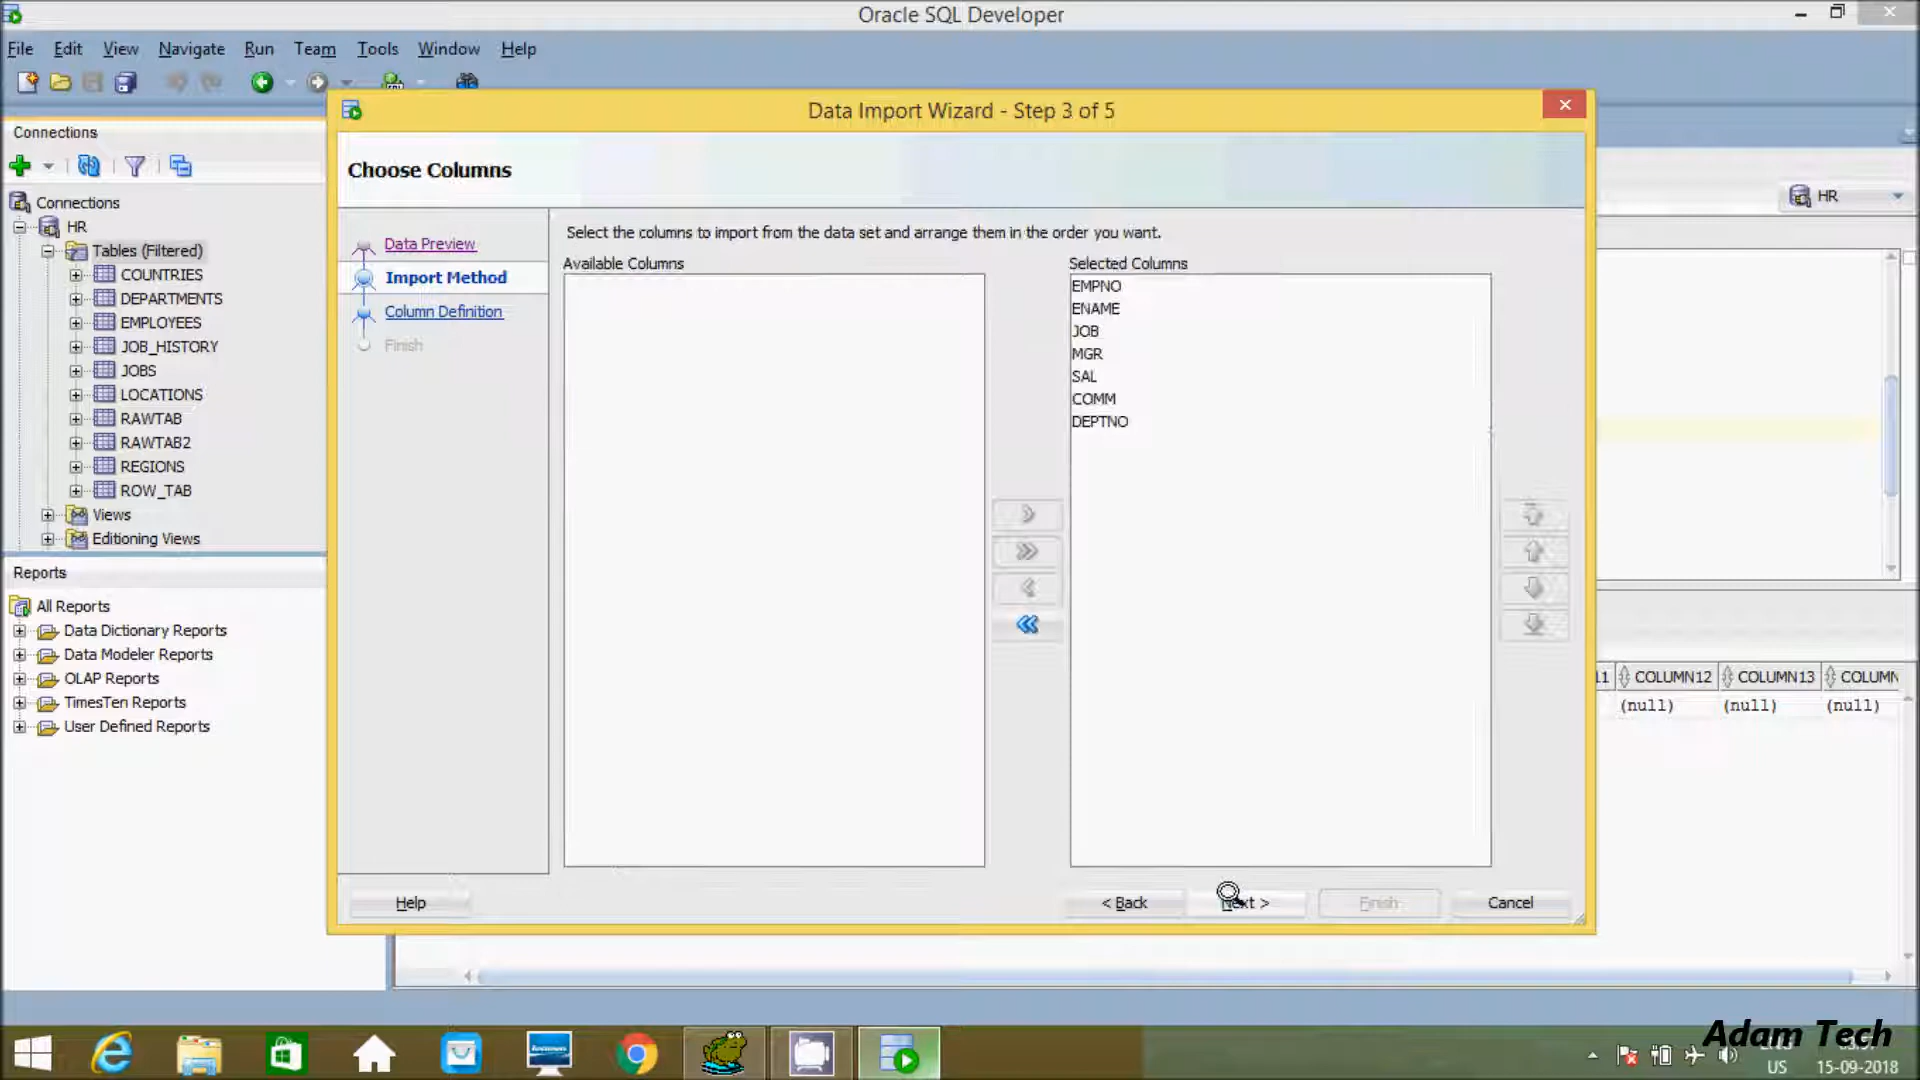 Oracle SQL Developer
File Edit View Navigate Run Team Tools Window Help
Data Import Wizard - Step 3 of 5
Connections
Choose Columns
Connections
HR
HR
Tables (Filtered)
COUNTRIES
DEPARTMENTS
EMPLOYEES
JOB_HISTORY
JOBS
LOCATIONS
RAWTAB
RAWTAB2
REGIONS
ROW_TAB
Views
Editioning Views
Data Preview
Import Method
Column Definition
Finish
Select the columns to import from the data set and arrange them in the order you want.
Available Columns
Selected Columns
EMPNO
ENAME
JOB
MGR
SAL
COMM
DEPTNO
Reports
All Reports
Data Dictionary Reports
Data Modeler Reports
OLAP Reports
TimesTen Reports
User Defined Reports
11 COLUMN12 COLUMN13 COLUMN
(null) (null) (null)
Help
< Back
Next >
Finish
Cancel
Adam Tech
US 15-09-2018